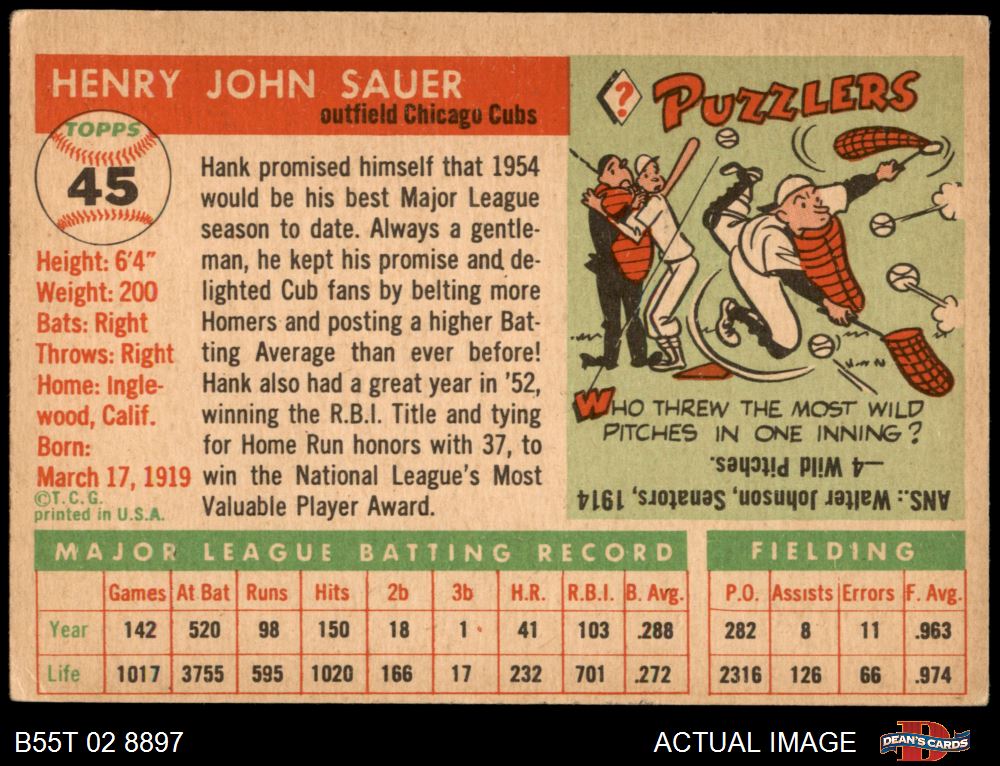 HENRY JOHN SAUER
outfield Chicago Cubs
TOPPS
45
Height: 6'4"
Weight: 200
Bats: Right
Throws: Right
Home: Ingle-
wood, Calif.
Born:
March 17, 1919
©T.C.G.
printed in U.S.A.
Hank promised himself that 1954
would be his best Major League
season to date. Always a gentle-
man, he kept his promise and de-
lighted Cub fans by belting more
Homers and posting a higher Bat-
ting Average than ever before!
Hank also had a great year in '52,
winning the R.B.I. Title and tying
for Home Run honors with 37, to
win the National League's Most
Valuable Player Award.
? PUZZLERS
WHO THREW THE MOST WILD
PITCHES IN ONE INNING?
ANS.: Walter Johnson, Senators, 1914
—4 Wild Pitches.
MAJOR LEAGUE BATTING RECORD FIELDING
Games At Bat Runs Hits 2b 3b H.R. R.B.I. B. Avg. P.O. Assists Errors F. Avg.
Year 142 520 98 150 18 1 41 103 .288 282 8 11 .963
Life 1017 3755 595 1020 166 17 232 701 .272 2316 126 66 .974
B55T 02 8897 ACTUAL IMAGE D DEAN'S CARDS